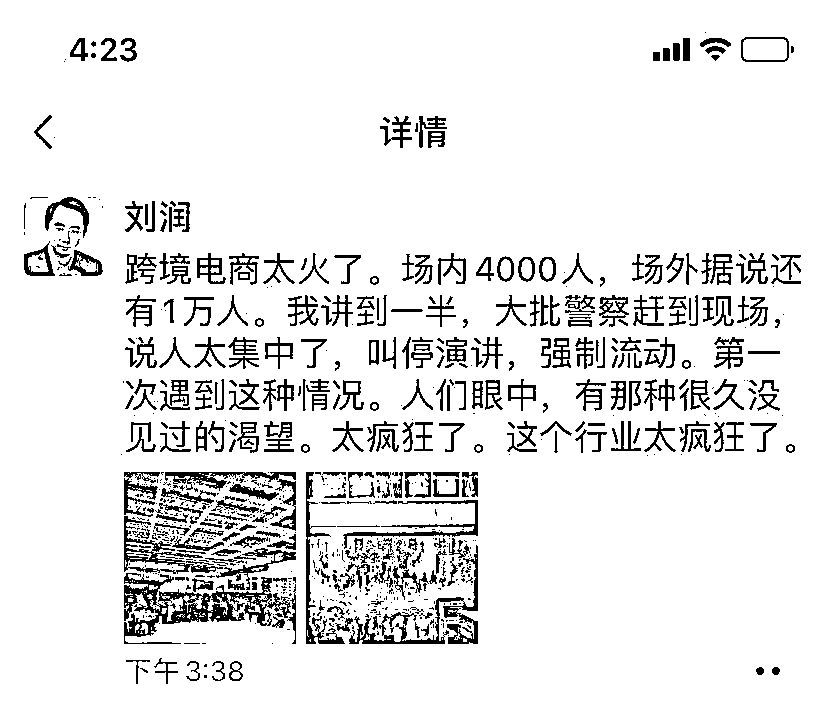 4:23
详情
刘润
跨境电商太火了。场内4000人，场外据说还
有1万人。我讲到一半，大批警察赶到现场，
说人太集中了，叫停演讲，强制流动。第一
次遇到这种情况。人们眼中，有那种很久没
见过的渴望。太疯狂了。这个行业太疯狂了。
下午3:38